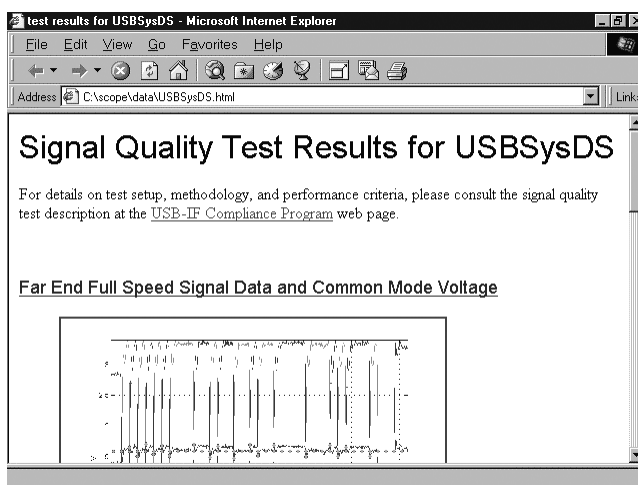 test results for USBSysDS - Microsoft Internet Explorer
File Edit View Go Favorites Help
Address C:\scope\data\USBSysDS.html
Links
Signal Quality Test Results for USBSysDS
For details on test setup, methodology, and performance criteria, please consult the signal quality
test description at the USB-IF Compliance Program web page.
Far End Full Speed Signal Data and Common Mode Voltage